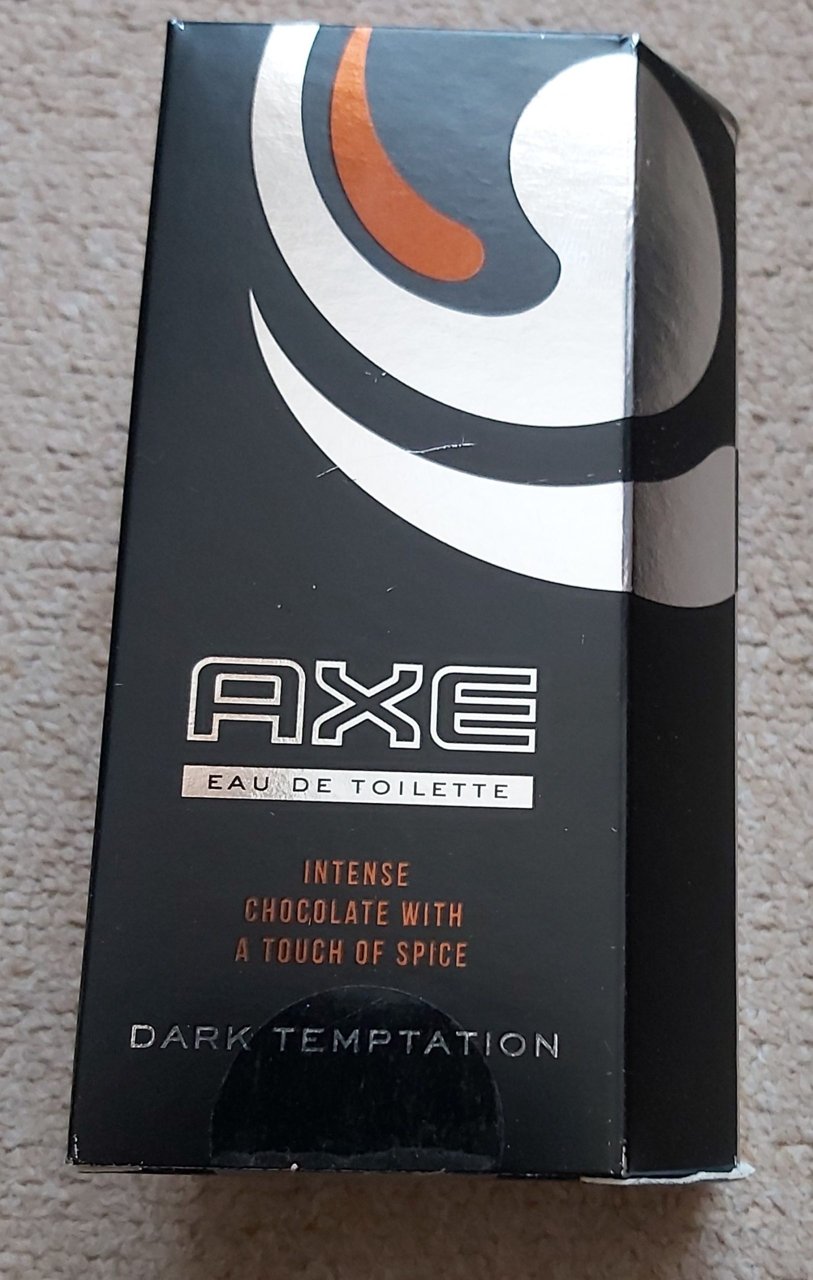 AXE
EAU DE TOILETTE
INTENSE
CHOCOLATE WITH
A TOUCH OF SPICE
DARK TEMPTATION